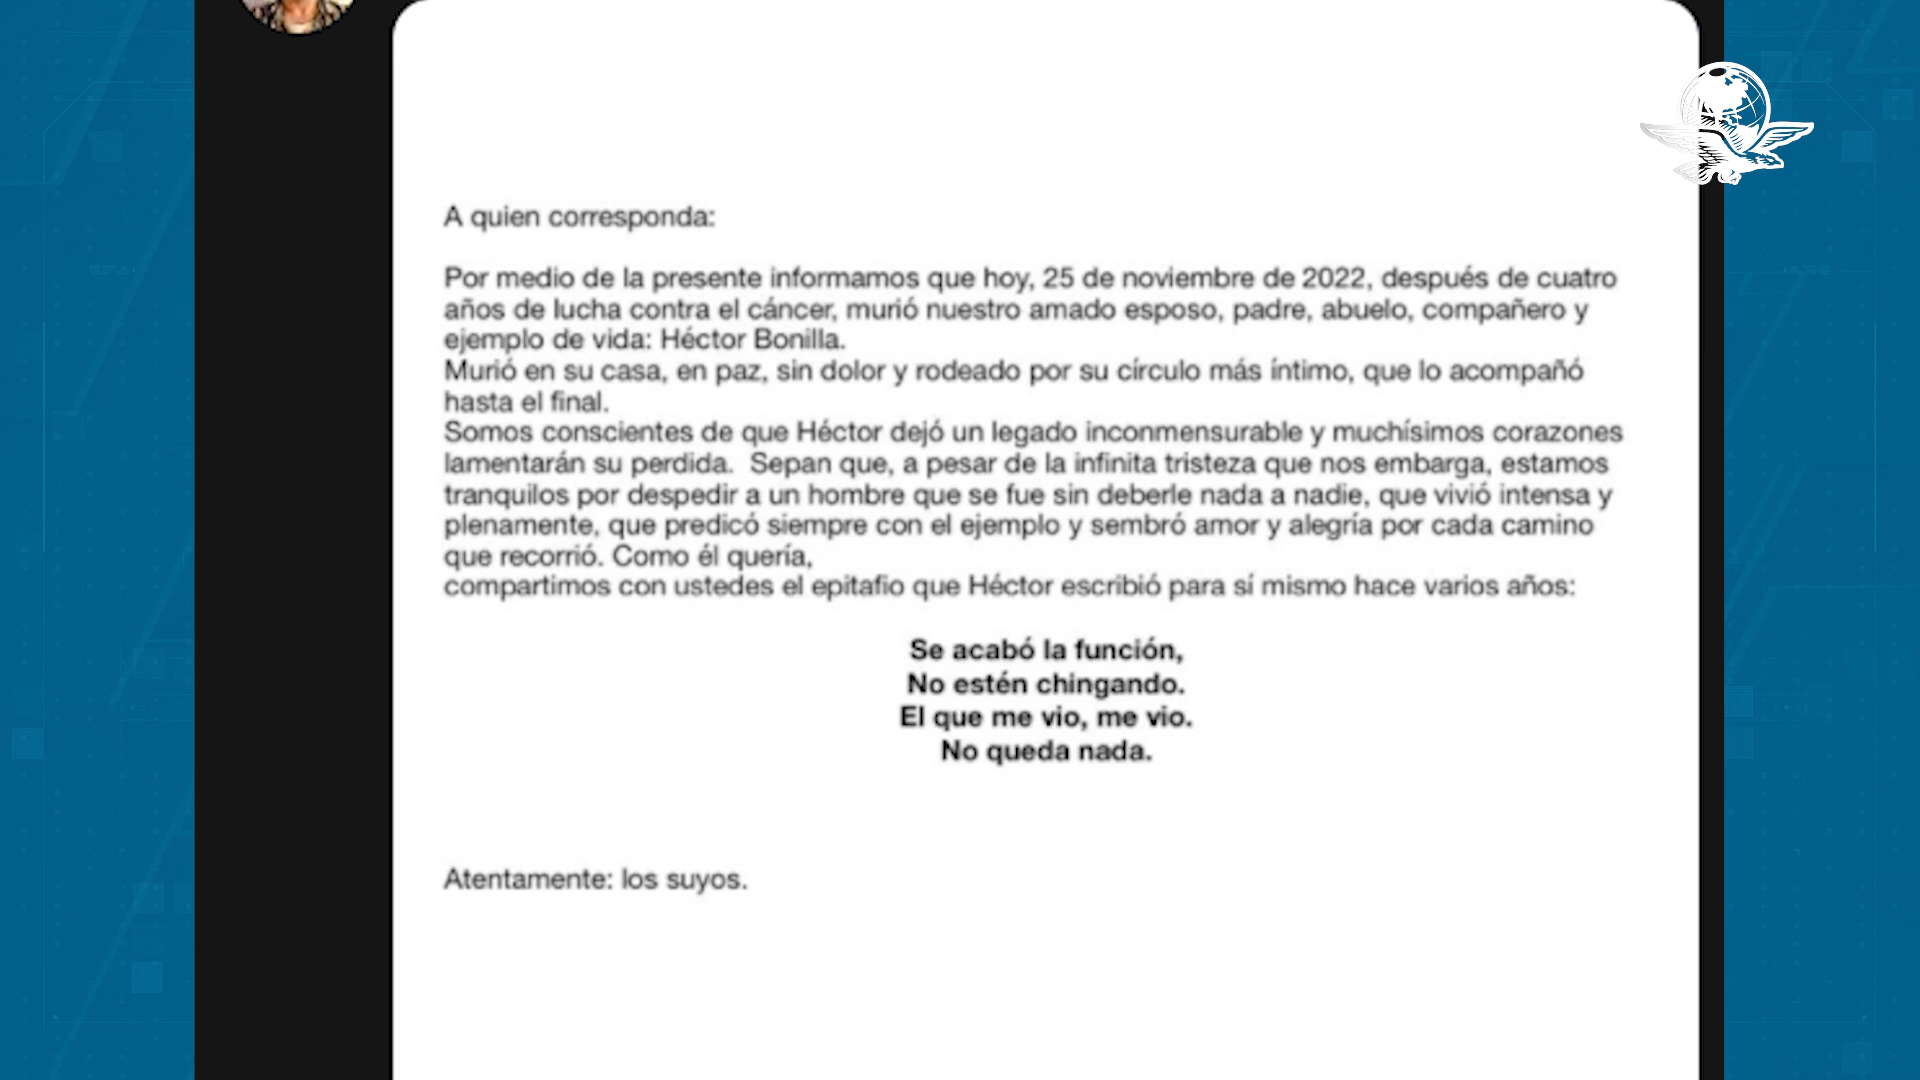 A quien corresponda:
Por medio de la presente informamos que hoy, 25 de noviembre de 2022, después de cuatro
años de lucha contra el cáncer, murió nuestro amado esposo, padre, abuelo, compañero y
ejemplo de vida: Héctor Bonilla.
Murió en su casa, en paz, sin dolor y rodeado por su círculo más íntimo, que lo acompañó
hasta el final.
Somos conscientes de que Héctor dejó un legado inconmensurable y muchísimos corazones
lamentarán su perdida.  Sepan que, a pesar de la infinita tristeza que nos embarga, estamos
tranquilos por despedir a un hombre que se fue sin deberle nada a nadie, que vivió intensa y
plenamente, que predicó siempre con el ejemplo y sembró amor y alegría por cada camino
que recorrió. Como él quería,
compartimos con ustedes el epitafio que Héctor escribió para sí mismo hace varios años:
Se acabó la función,
No estén chingando.
El que me vio, me vio.
No queda nada.
Atentamente: los suyos.